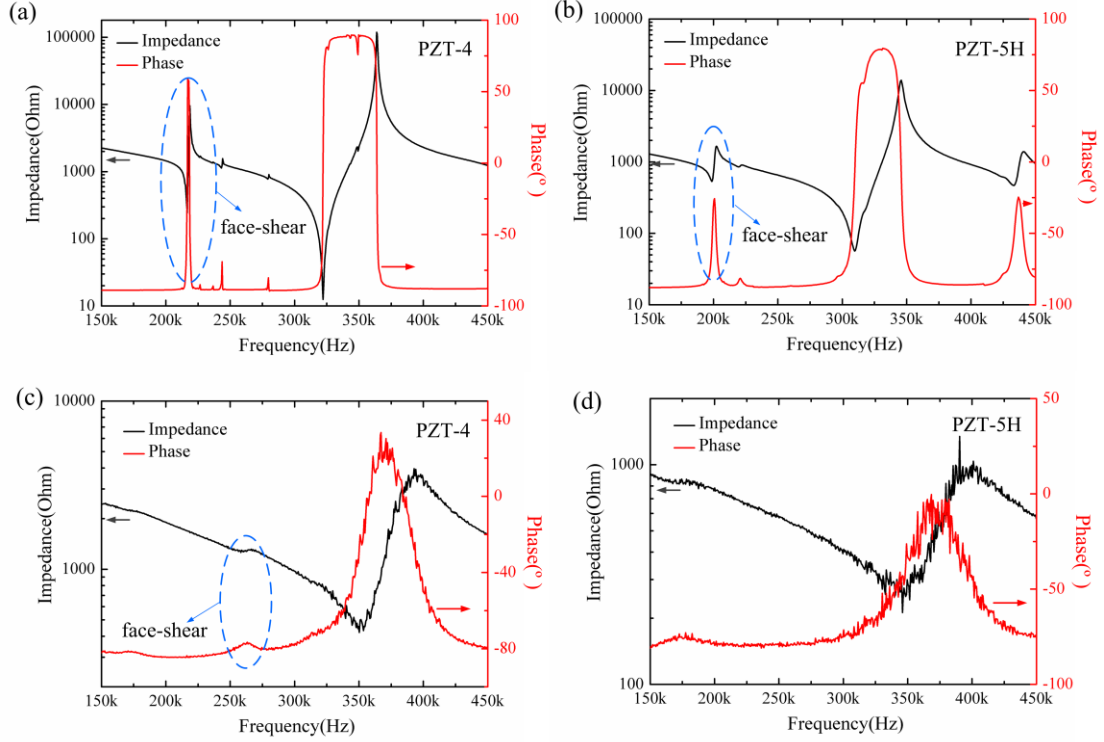 (a)
Impedance
Phase
PZT-4
face-shear
100000
10000
1000
100
10
Impedance(Ohm)
100
50
0
-50
-100
Phase(º)
150k 200k 250k 300k 350k 400k 450k
Frequency(Hz)
(b)
Impedance
Phase
PZT-5H
face-shear
100000
10000
1000
100
10
Impedance(Ohm)
100
50
0
-50
-100
Phase(º)
150k 200k 250k 300k 350k 400k 450k
Frequency(Hz)
(c)
Impedance
Phase
PZT-4
face-shear
10000
1000
Impedance(Ohm)
40
0
-40
-80
Phase(º)
150k 200k 250k 300k 350k 400k 450k
Frequency(Hz)
(d)
Impedance
Phase
PZT-5H
1000
100
Impedance(Ohm)
50
0
-50
-100
Phase(º)
150k 200k 250k 300k 350k 400k 450k
Frequency(Hz)